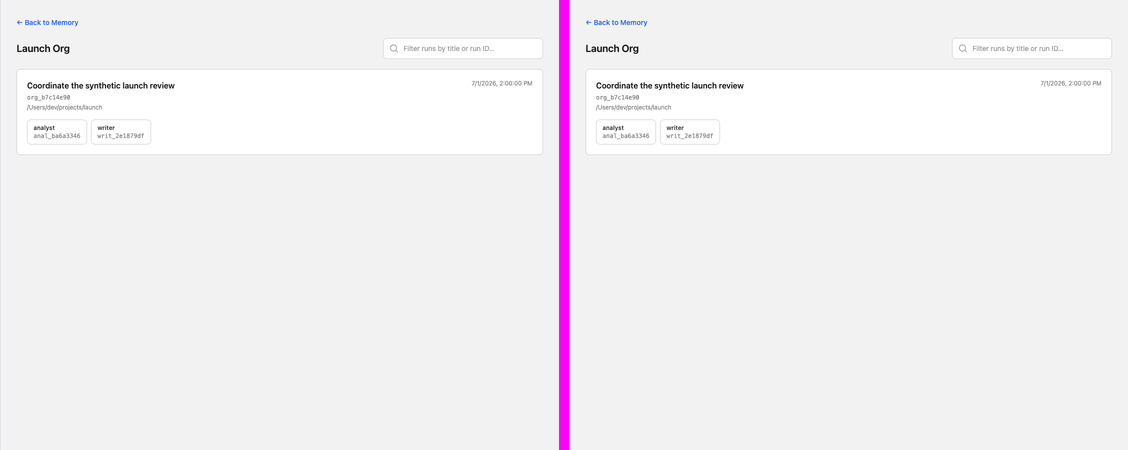 ← Back to Memory
Launch Org
Filter runs by title or run ID...
Coordinate the synthetic launch review
7/1/2026, 2:00:00 PM
org_b7c14e90
/Users/dev/projects/launch
analyst
anal_ba6a3346
writer
writ_2e1879df
← Back to Memory
Launch Org
Filter runs by title or run ID...
Coordinate the synthetic launch review
7/1/2026, 2:00:00 PM
org_b7c14e90
/Users/dev/projects/launch
analyst
anal_ba6a3346
writer
writ_2e1879df